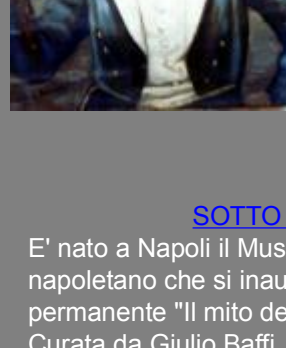 SOTTO
E' nato a Napoli il Mus
napoletano che si inau
permanente "Il mito de
Curata da Giulio Baffi